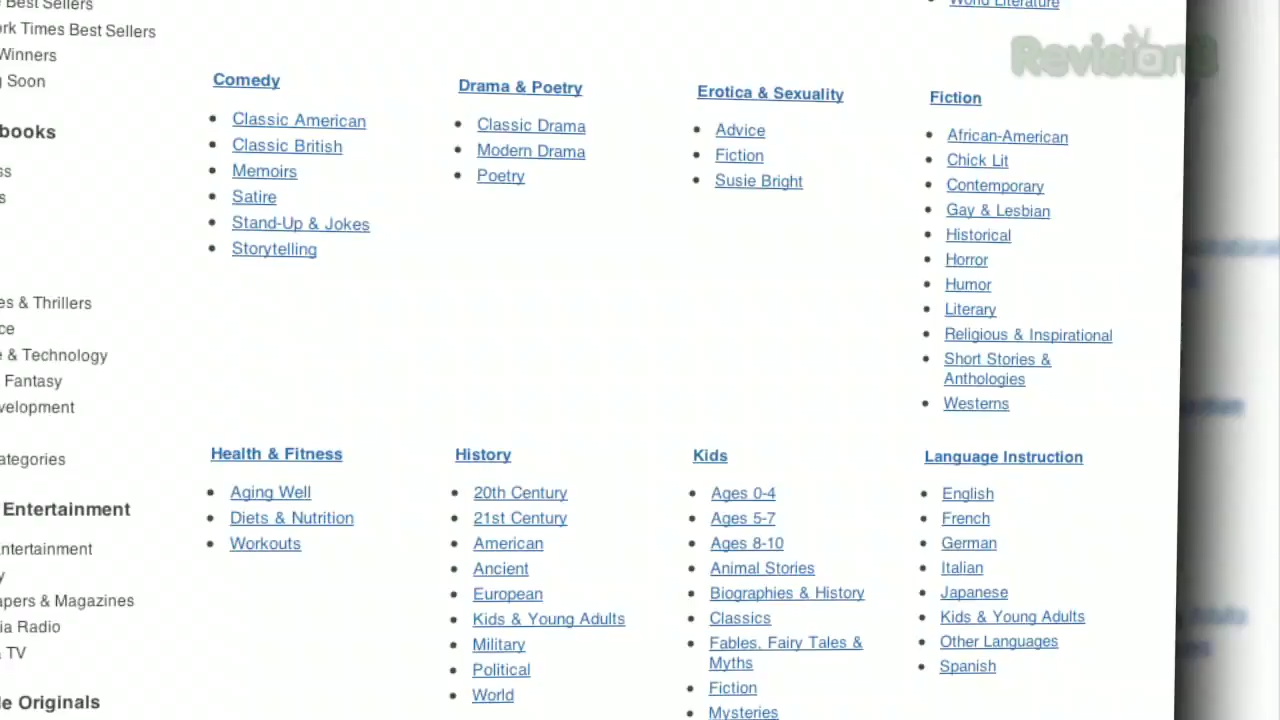 Best Sellers
rk Times Best Sellers
Winners
Soon
books
ss
s
es & Thrillers
ce
& Technology
Fantasy
velopment
ategories
Entertainment
ntertainment
y
apers & Magazines
ia Radio
TV
le Originals
World Literature
Revision3
Comedy
Classic American
Classic British
Memoirs
Satire
Stand-Up & Jokes
Storytelling
Drama & Poetry
Classic Drama
Modern Drama
Poetry
Erotica & Sexuality
Advice
Fiction
Susie Bright
Fiction
African-American
Chick Lit
Contemporary
Gay & Lesbian
Historical
Horror
Humor
Literary
Religious & Inspirational
Short Stories &
Anthologies
Westerns
Health & Fitness
Aging Well
Diets & Nutrition
Workouts
History
20th Century
21st Century
American
Ancient
European
Kids & Young Adults
Military
Political
World
Kids
Ages 0-4
Ages 5-7
Ages 8-10
Animal Stories
Biographies & History
Classics
Fables, Fairy Tales &
Myths
Fiction
Mysteries
Language Instruction
English
French
German
Italian
Japanese
Kids & Young Adults
Other Languages
Spanish